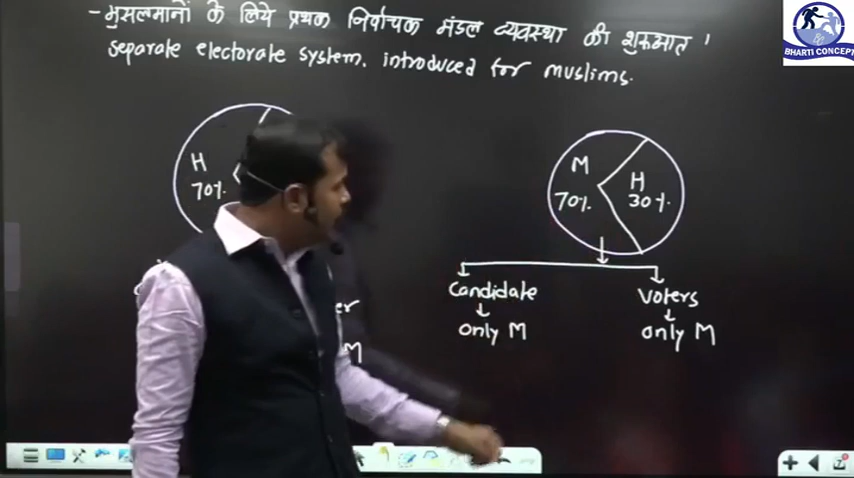 - मुसलमानों के लिये प्रथक निर्वाचक मंडल व्यवस्था की शुरूआत ।
separate electorate system. introduced for muslims.
BHARTI CONCEPT
H
70%.
M
70%.
H
30%.
Candidate
only M
Voters
only M
er
M